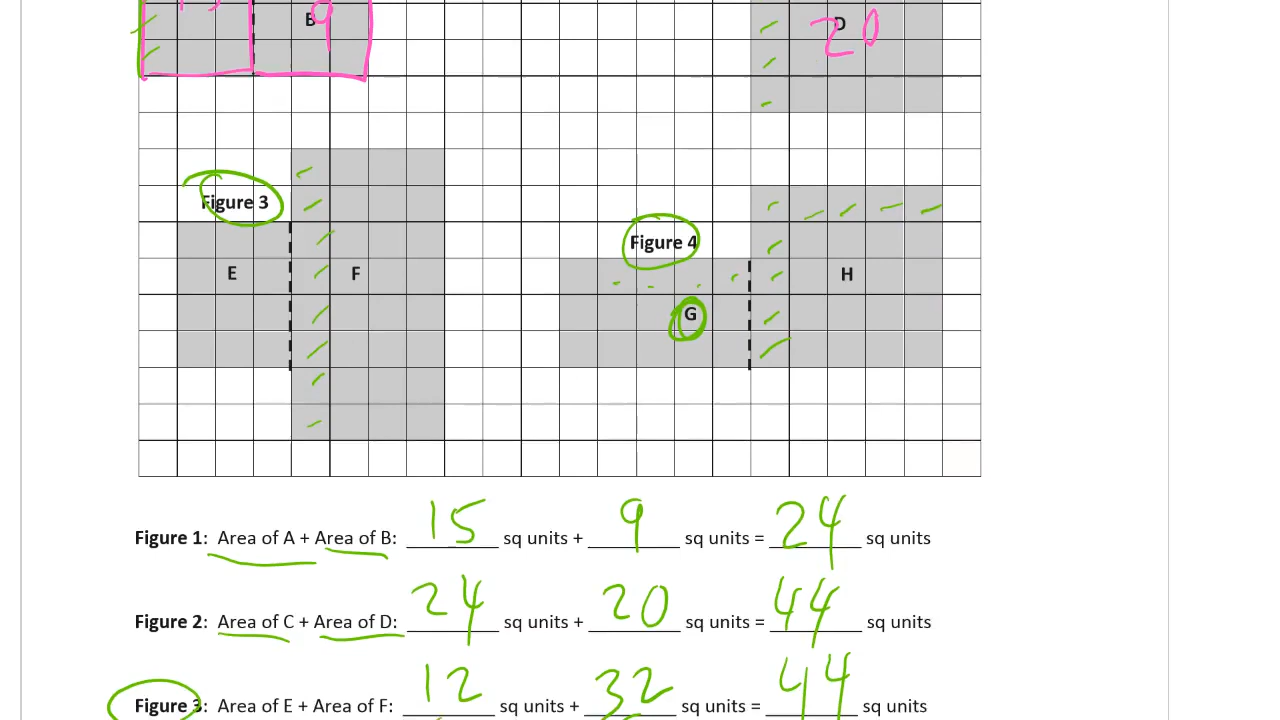 B 9
D
20
Figure 3
Figure 4
E F H
G
Figure 1: Area of A + Area of B: 15 sq units + 9 sq units = 24 sq units
Figure 2: Area of C + Area of D: 24 sq units + 20 sq units = 44 sq units
Figure 3: Area of E + Area of F: 12 sq units + 32 sq units = 44 sq units